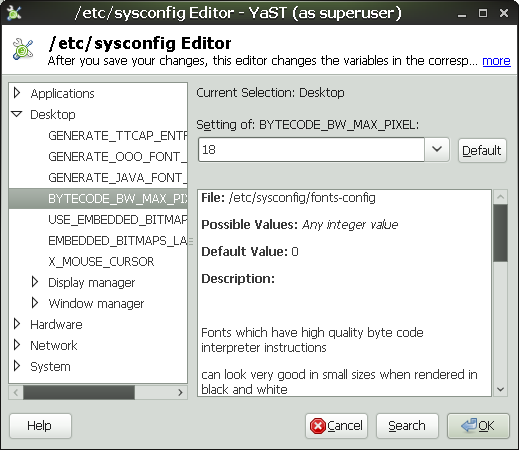 /etc/sysconfig Editor - YaST (as superuser)
/etc/sysconfig Editor
After you save your changes, this editor changes the variables in the corresp... more
Applications
Desktop
GENERATE_TTCAP_ENTR
GENERATE_OOO_FONT_
GENERATE_JAVA_FONT_
BYTECODE_BW_MAX_PIX
USE_EMBEDDED_BITMAP
EMBEDDED_BITMAPS_LA
X_MOUSE_CURSOR
Display manager
Window manager
Hardware
Network
System
Current Selection: Desktop
Setting of: BYTECODE_BW_MAX_PIXEL:
18
Default
File: /etc/sysconfig/fonts-config
Possible Values: Any integer value
Default Value: 0
Description:
Fonts which have high quality byte code
interpreter instructions
can look very good in small sizes when rendered in
black and white
Help
Cancel
Search
OK